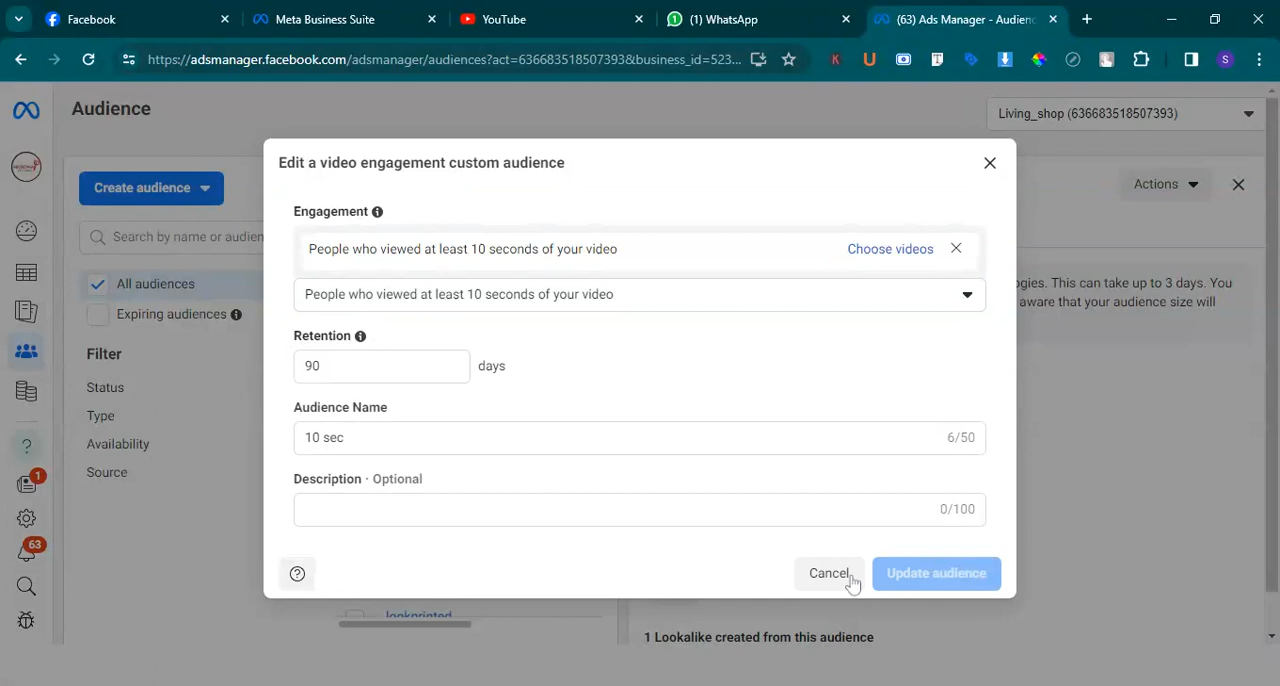 Facebook
Meta Business Suite
YouTube
(1) WhatsApp
(63) Ads Manager - Audienc
https://adsmanager.facebook.com/adsmanager/audiences?act=636683518507393&business_id=523...
K
U
T
S
Audience
Living_shop (636683518507393)
Create audience
Actions
Search by name or audien
All audiences
Expiring audiences
Filter
Status
Type
Availability
Source
1
63
Edit a video engagement custom audience
Engagement
People who viewed at least 10 seconds of your video
Choose videos
People who viewed at least 10 seconds of your video
Retention
90
days
Audience Name
10 sec
6/50
Description · Optional
0/100
Cancel
Update audience
ogies. This can take up to 3 days. You
aware that your audience size will
lookprinted
1 Lookalike created from this audience